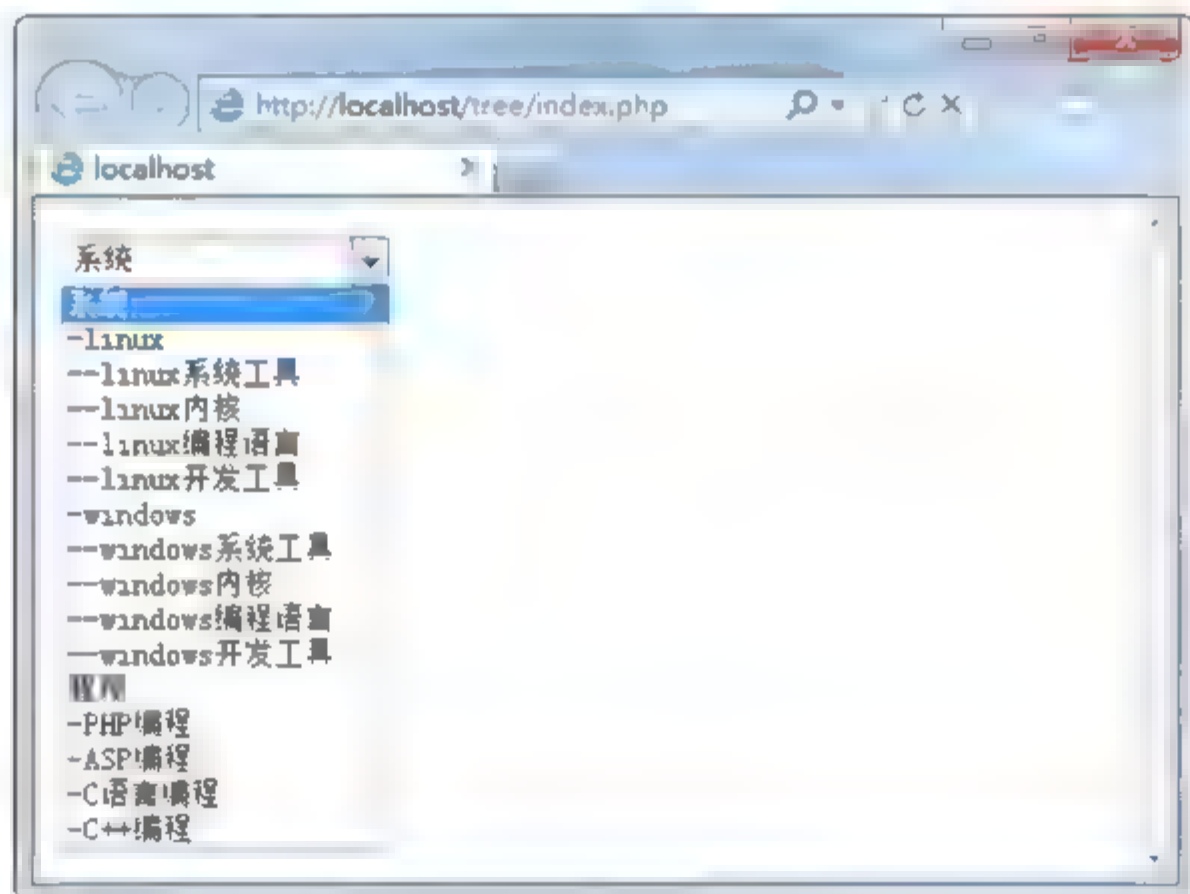 http://localhost/tree/index.php
localhost
系统
系统
-linux
--linux系统工具
--linux内核
--linux编程语言
--linux开发工具
-windows
--windows系统工具
--windows内核
--windows编程语言
--windows开发工具
-PHP编程
-ASP编程
-C语言编程
-C++编程